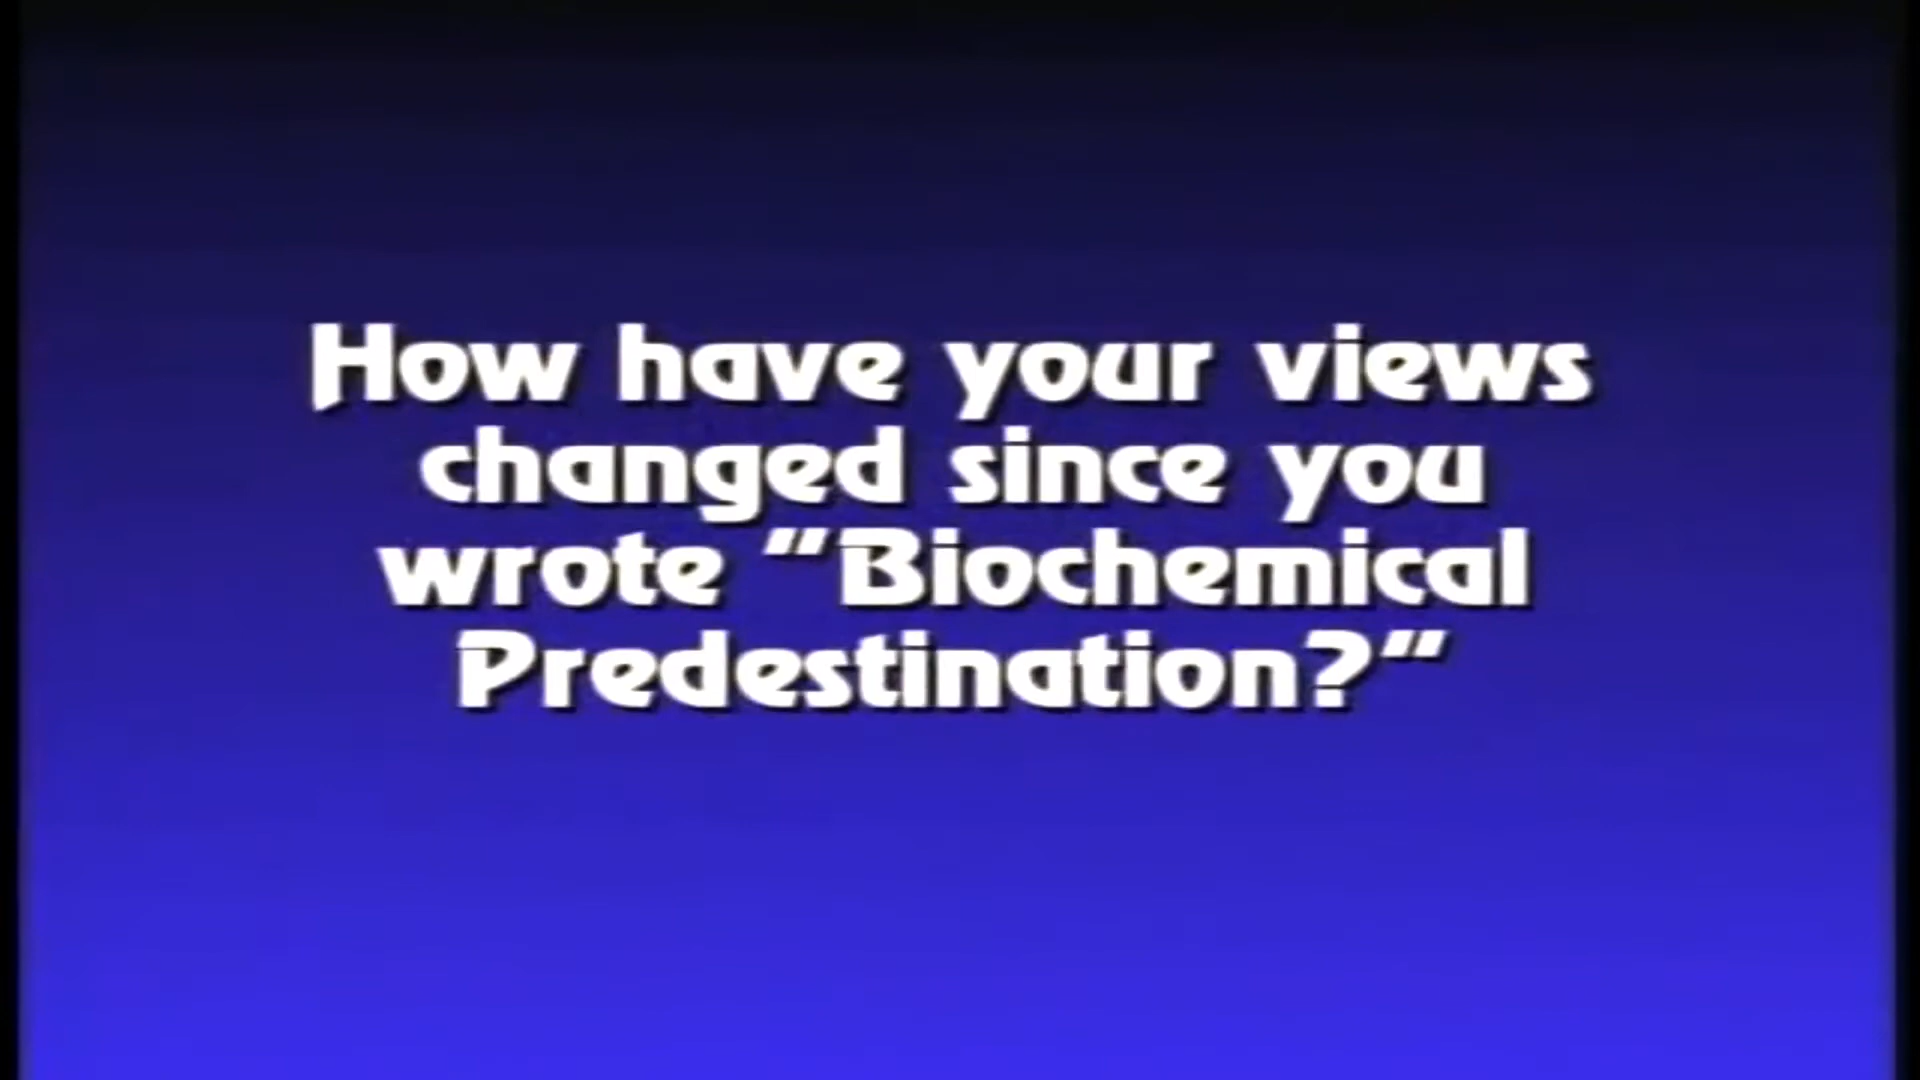 How have your views
changed since you
wrote “Biochemical
Predestination?“